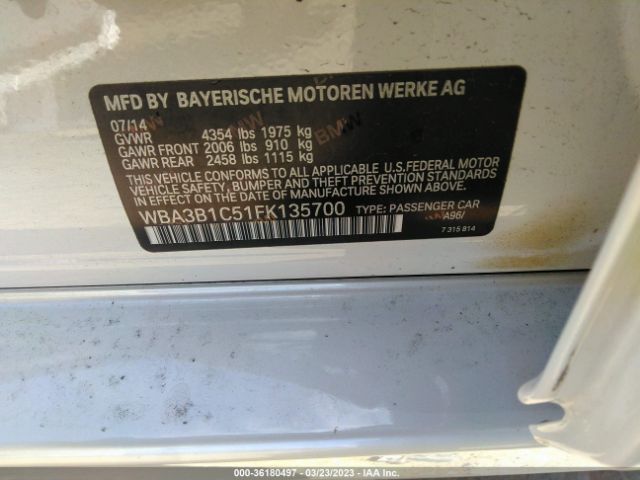 MFD BY BAYERISCHE MOTOREN WERKE AG
07/14
GVWR 4354 lbs 1975 kg
GAWR FRONT 2006 lbs 910 kg
GAWR REAR 2458 lbs 1115 kg
THIS VEHICLE CONFORMS TO ALL APPLICABLE U.S.FEDERAL MOTOR
VEHICLE SAFETY, BUMPER AND THEFT PREVENTION STANDARDS
IN EFFECT ON THE DATE OF MANUFACTURE SHOWN ABOVE.
WBA3B1C51FK135700 TYPE: PASSENGER CAR
A96/
7 315 814
BMW
000-36180497 - 03/23/2023 - IAA Inc.